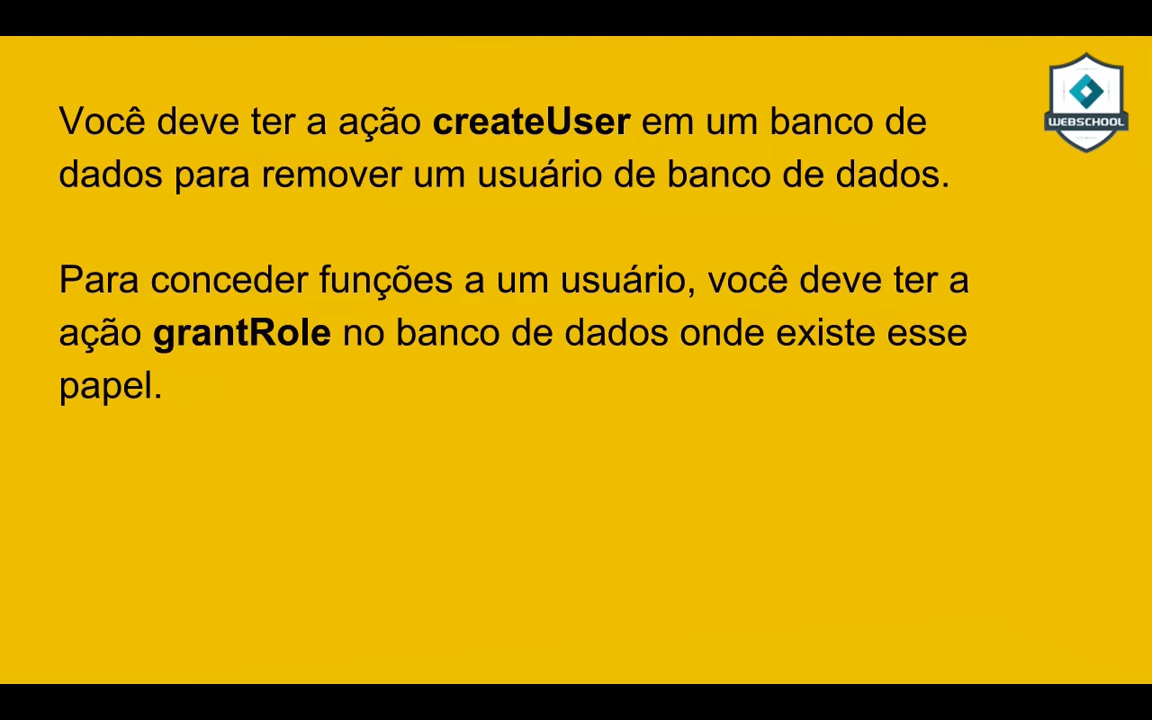 Você deve ter a ação createUser em um banco de
dados para remover um usuário de banco de dados.
Para conceder funções a um usuário, você deve ter a
ação grantRole no banco de dados onde existe esse
papel.
WEBSCHOOL